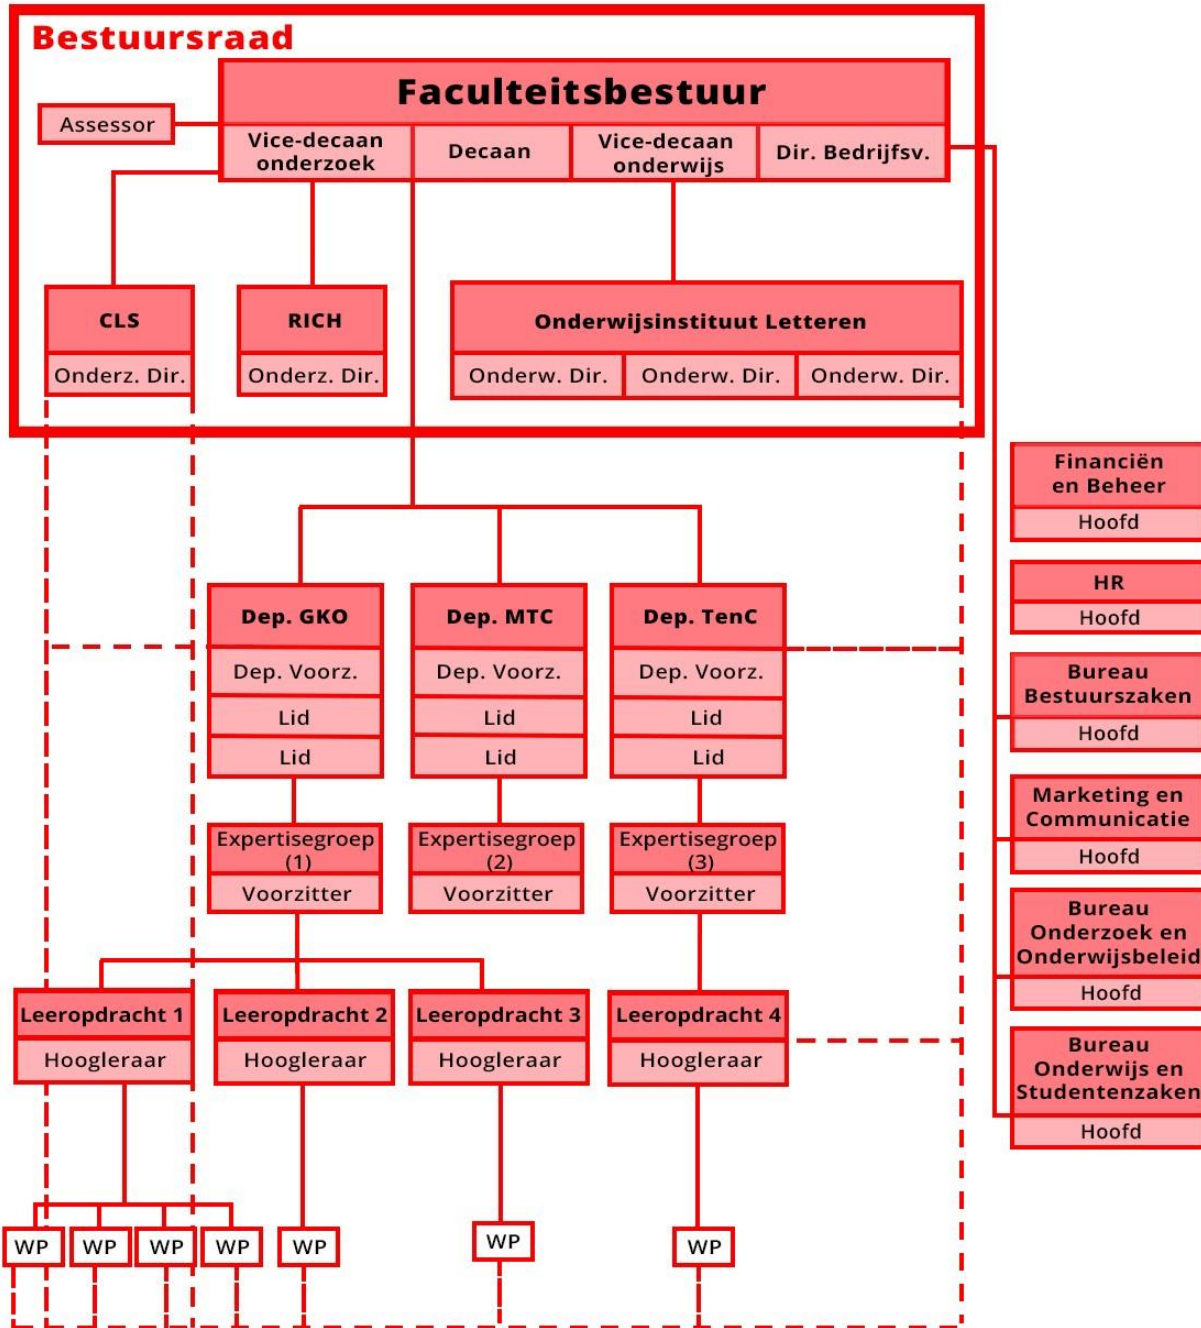 Bestuursraad
Faculteitsbestuur
Assessor
Vice-decaan
onderzoek
Decaan
Vice-decaan
onderwijs
Dir. Bedrijfsv.
CLS
Onderz. Dir.
RICH
Onderz. Dir.
Onderwijsinstituut Letteren
Onderw. Dir.
Onderw. Dir.
Onderw. Dir.
Financiën
en Beheer
Hoofd
HR
Hoofd
Bureau
Bestuurszaken
Hoofd
Marketing en
Communicatie
Hoofd
Bureau
Onderzoek en
Onderwijsbeleid
Hoofd
Bureau
Onderwijs en
Studentenzaken
Hoofd
Dep. GKO
Dep. Voorz.
Lid
Lid
Dep. MTC
Dep. Voorz.
Lid
Lid
Dep. TenC
Dep. Voorz.
Lid
Lid
Expertisegroep
(1)
Voorzitter
Expertisegroep
(2)
Voorzitter
Expertisegroep
(3)
Voorzitter
Leeropdracht 1
Hoogleraar
Leeropdracht 2
Hoogleraar
Leeropdracht 3
Hoogleraar
Leeropdracht 4
Hoogleraar
WP
WP
WP
WP
WP
WP
WP